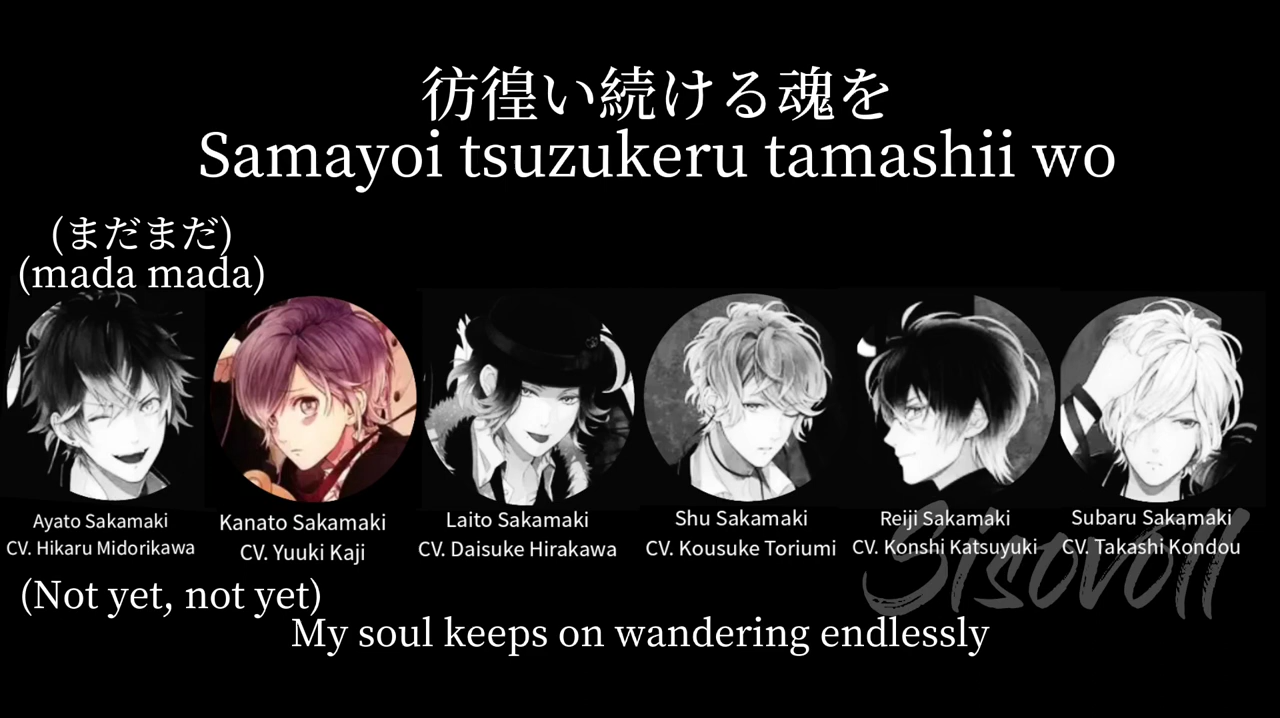 彷徨い続ける魂を
Samayoi tsuzukeru tamashii wo
(まだまだ)
(mada mada)
Ayato Sakamaki
CV. Hikaru Midorikawa
Kanato Sakamaki
CV. Yuuki Kaji
Laito Sakamaki
CV. Daisuke Hirakawa
Shu Sakamaki
CV. Kousuke Toriumi
Reiji Sakamaki
CV. Konshi Katsuyuki
Subaru Sakamaki
CV. Takashi Kondou
Sisovoll
(Not yet, not yet)
My soul keeps on wandering endlessly